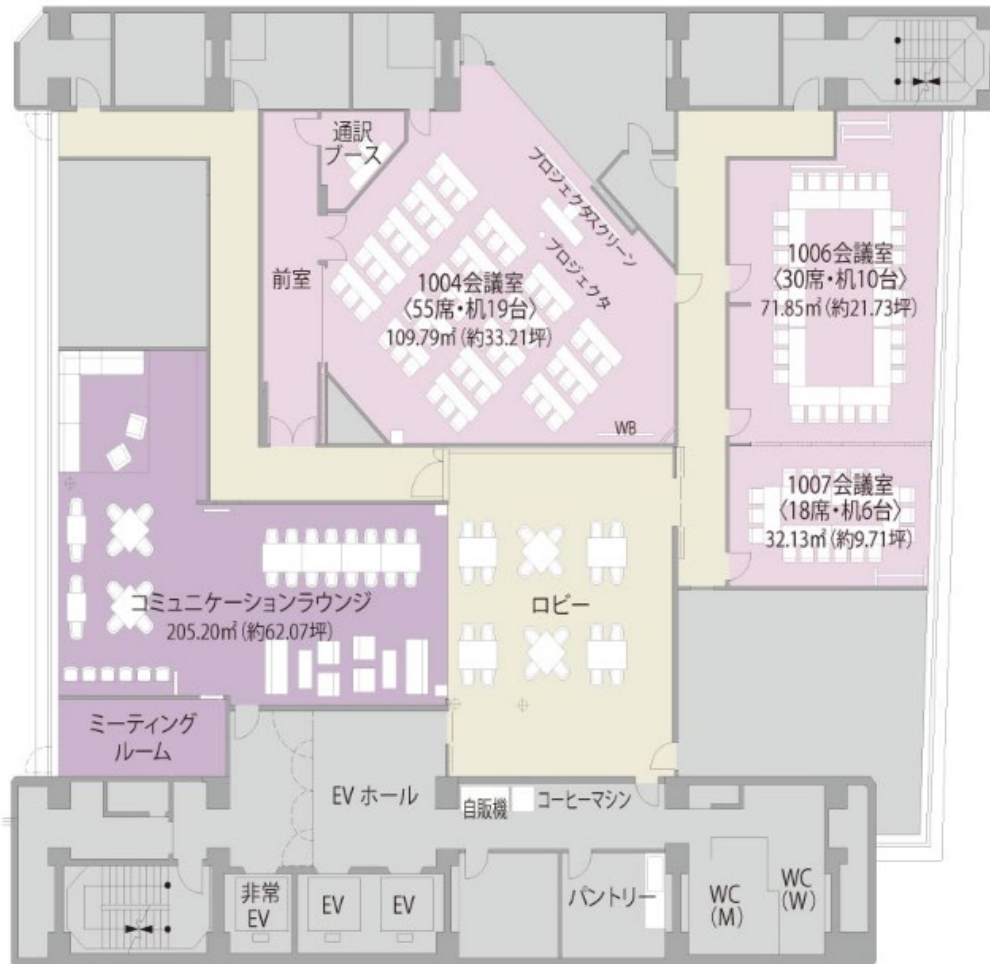 通訳
ブース
プロジェクタスクリーン
プロジェクタ
前室
1004会議室
〈55席・机19台〉
109.79㎡(約33.21坪)
WB
1006会議室
〈30席・机10台〉
71.85㎡(約21.73坪)
1007会議室
〈18席・机6台〉
32.13㎡(約9.71坪)
コミュニケーションラウンジ
205.20㎡(約62.07坪)
ロビー
ミーティング
ルーム
EV ホール
自販機
コーヒーマシン
非常
EV
EV
EV
パントリー
WC
(M)
WC
(W)